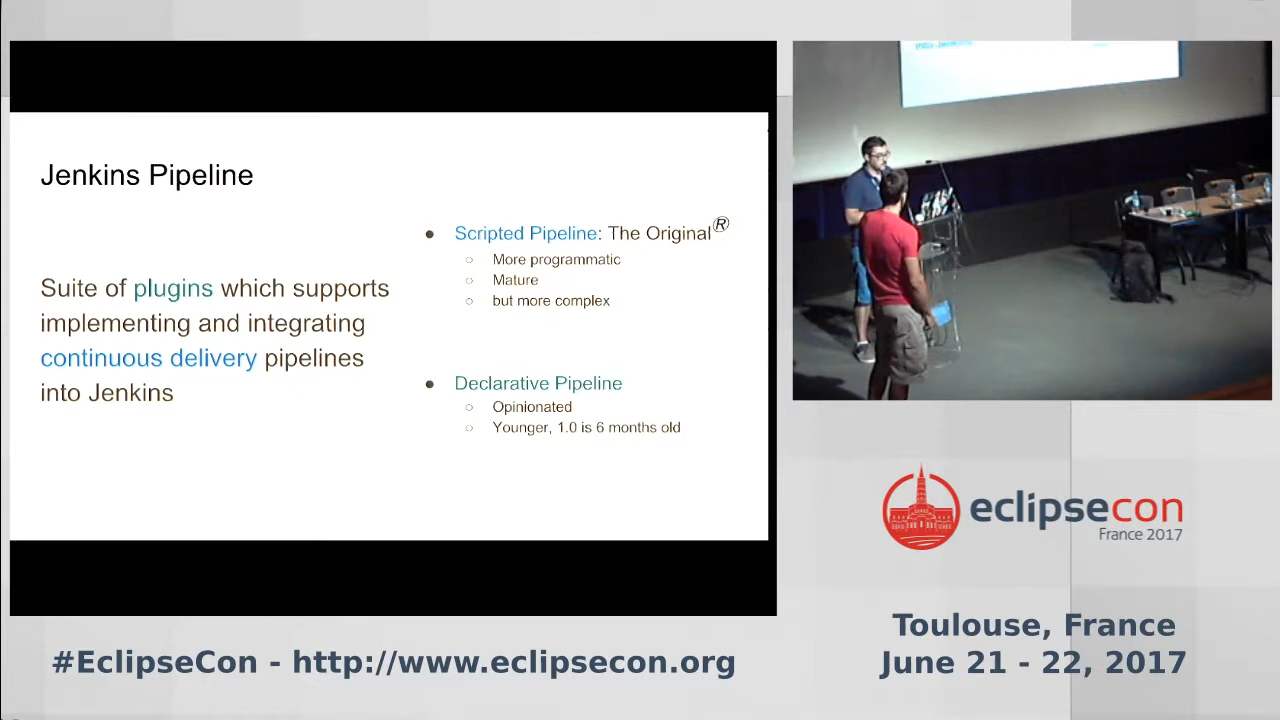 Jenkins Pipeline
Suite of plugins which supports
implementing and integrating
continuous delivery pipelines
into Jenkins
● Scripted Pipeline: The Original®
○ More programmatic
○ Mature
○ but more complex
● Declarative Pipeline
○ Opinionated
○ Younger, 1.0 is 6 months old
eclipsecon
France 2017
Toulouse, France
June 21 - 22, 2017
#EclipseCon - http://www.eclipsecon.org